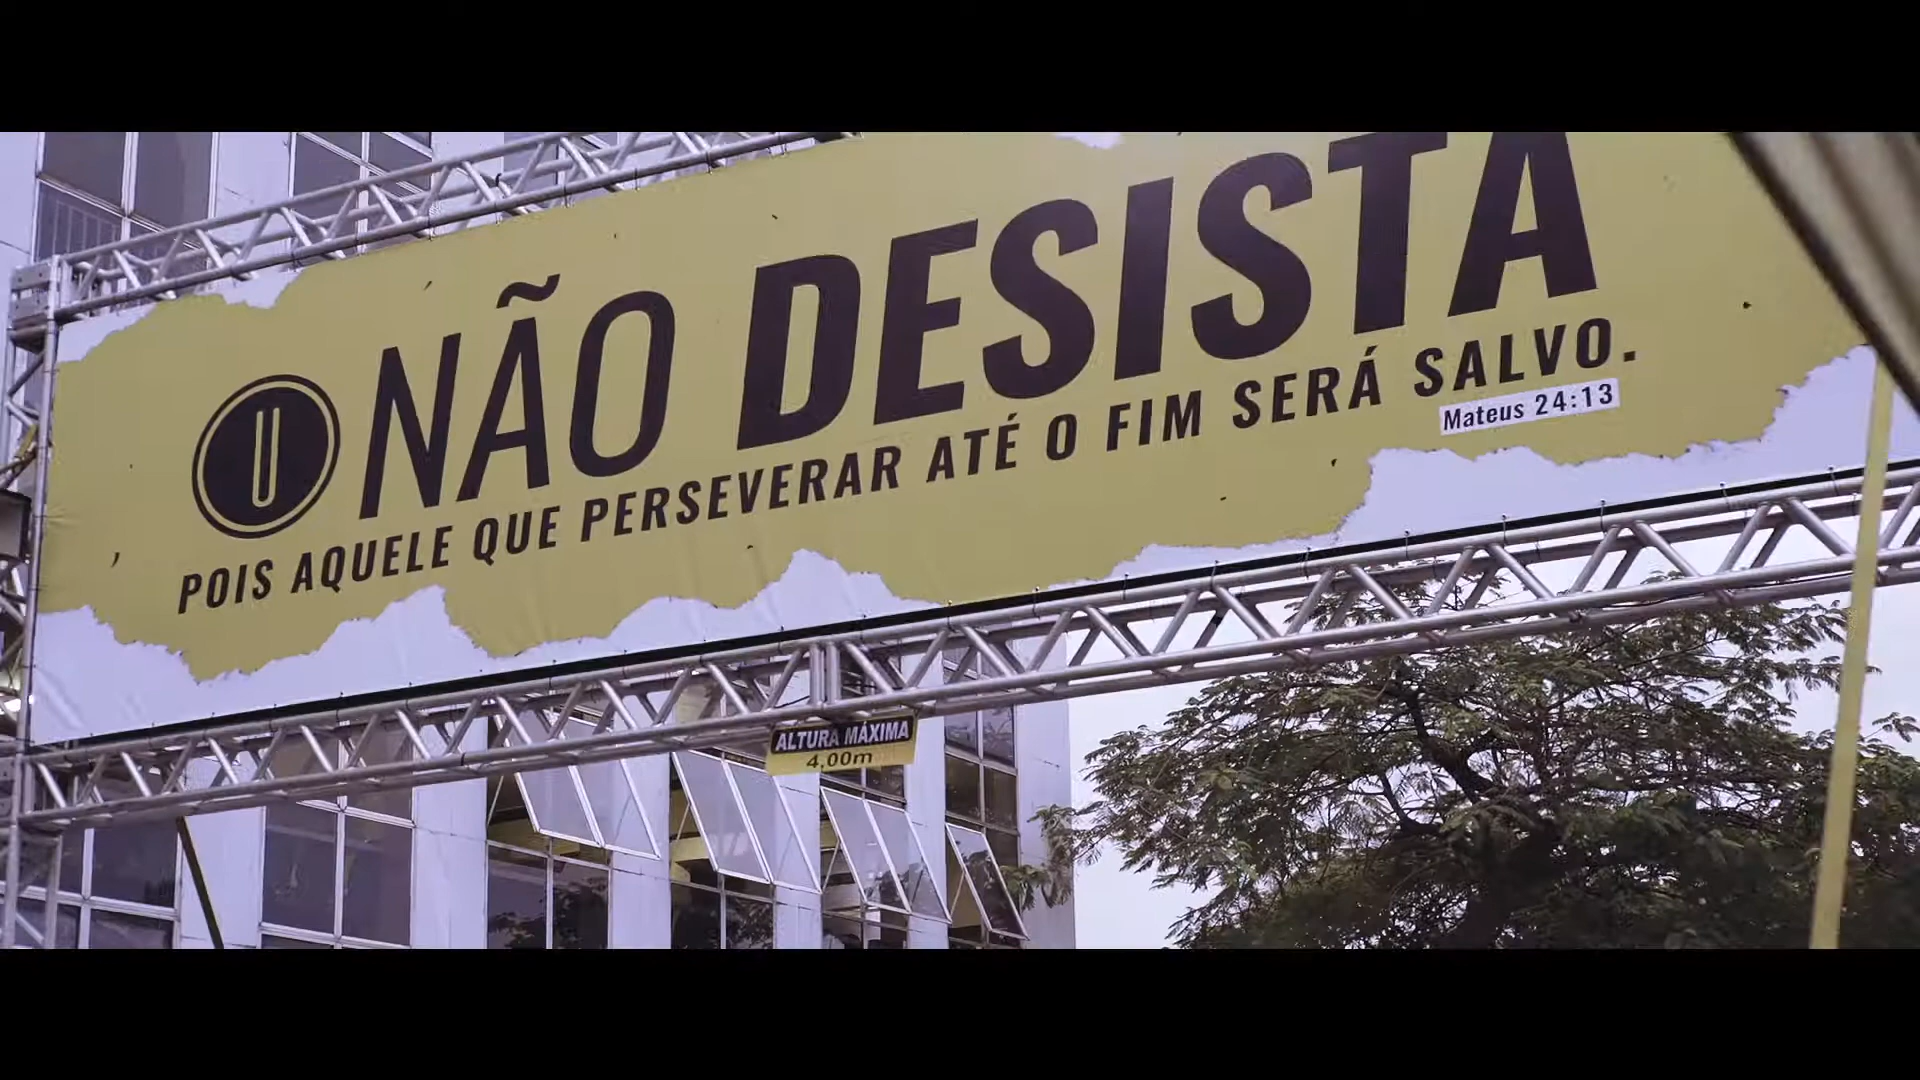 NÃO DESISTA
POIS AQUELE QUE PERSEVERAR ATÉ O FIM SERÁ SALVO.
Mateus 24:13
ALTURA MÁXIMA
4,00m